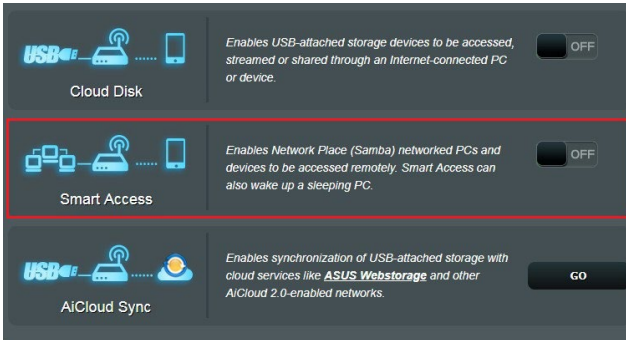 USB
Cloud Disk
Enables USB-attached storage devices to be accessed,
streamed or shared through an Internet-connected PC
or device.
OFF
Smart Access
Enables Network Place (Samba) networked PCs and
devices to be accessed remotely. Smart Access can
also wake up a sleeping PC.
OFF
USB
AiCloud Sync
Enables synchronization of USB-attached storage with
cloud services like ASUS Webstorage and other
AiCloud 2.0-enabled networks.
GO